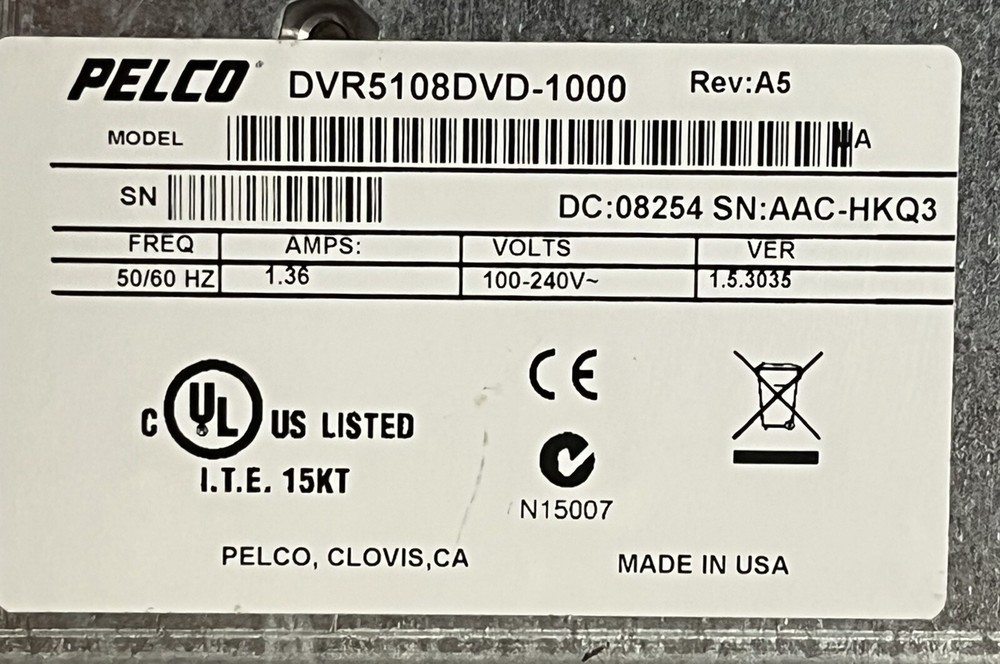 PELCO DVR5108DVD-1000 Rev:A5
MODEL A
SN DC:08254 SN:AAC-HKQ3
FREQ AMPS: VOLTS VER
50/60 HZ 1.36 100-240V~ 1.5.3035
CE
C UL US LISTED
I.T.E. 15KT
N15007
PELCO, CLOVIS,CA MADE IN USA